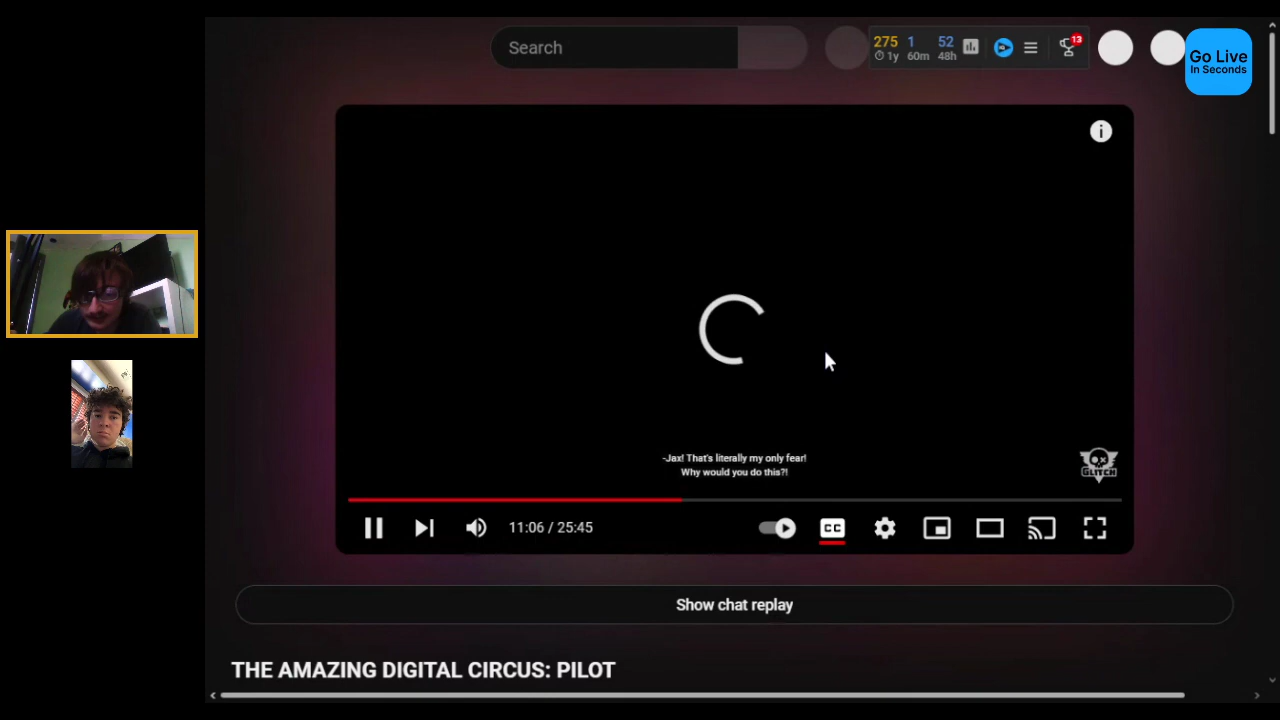 Search
275 1 52
1y 60m 48h
13
Go Live
In Seconds
i
-Jax! That's literally my only fear!
Why would you do this?!
GLITCH
11:06 / 25:45
CC
Show chat replay
THE AMAZING DIGITAL CIRCUS: PILOT